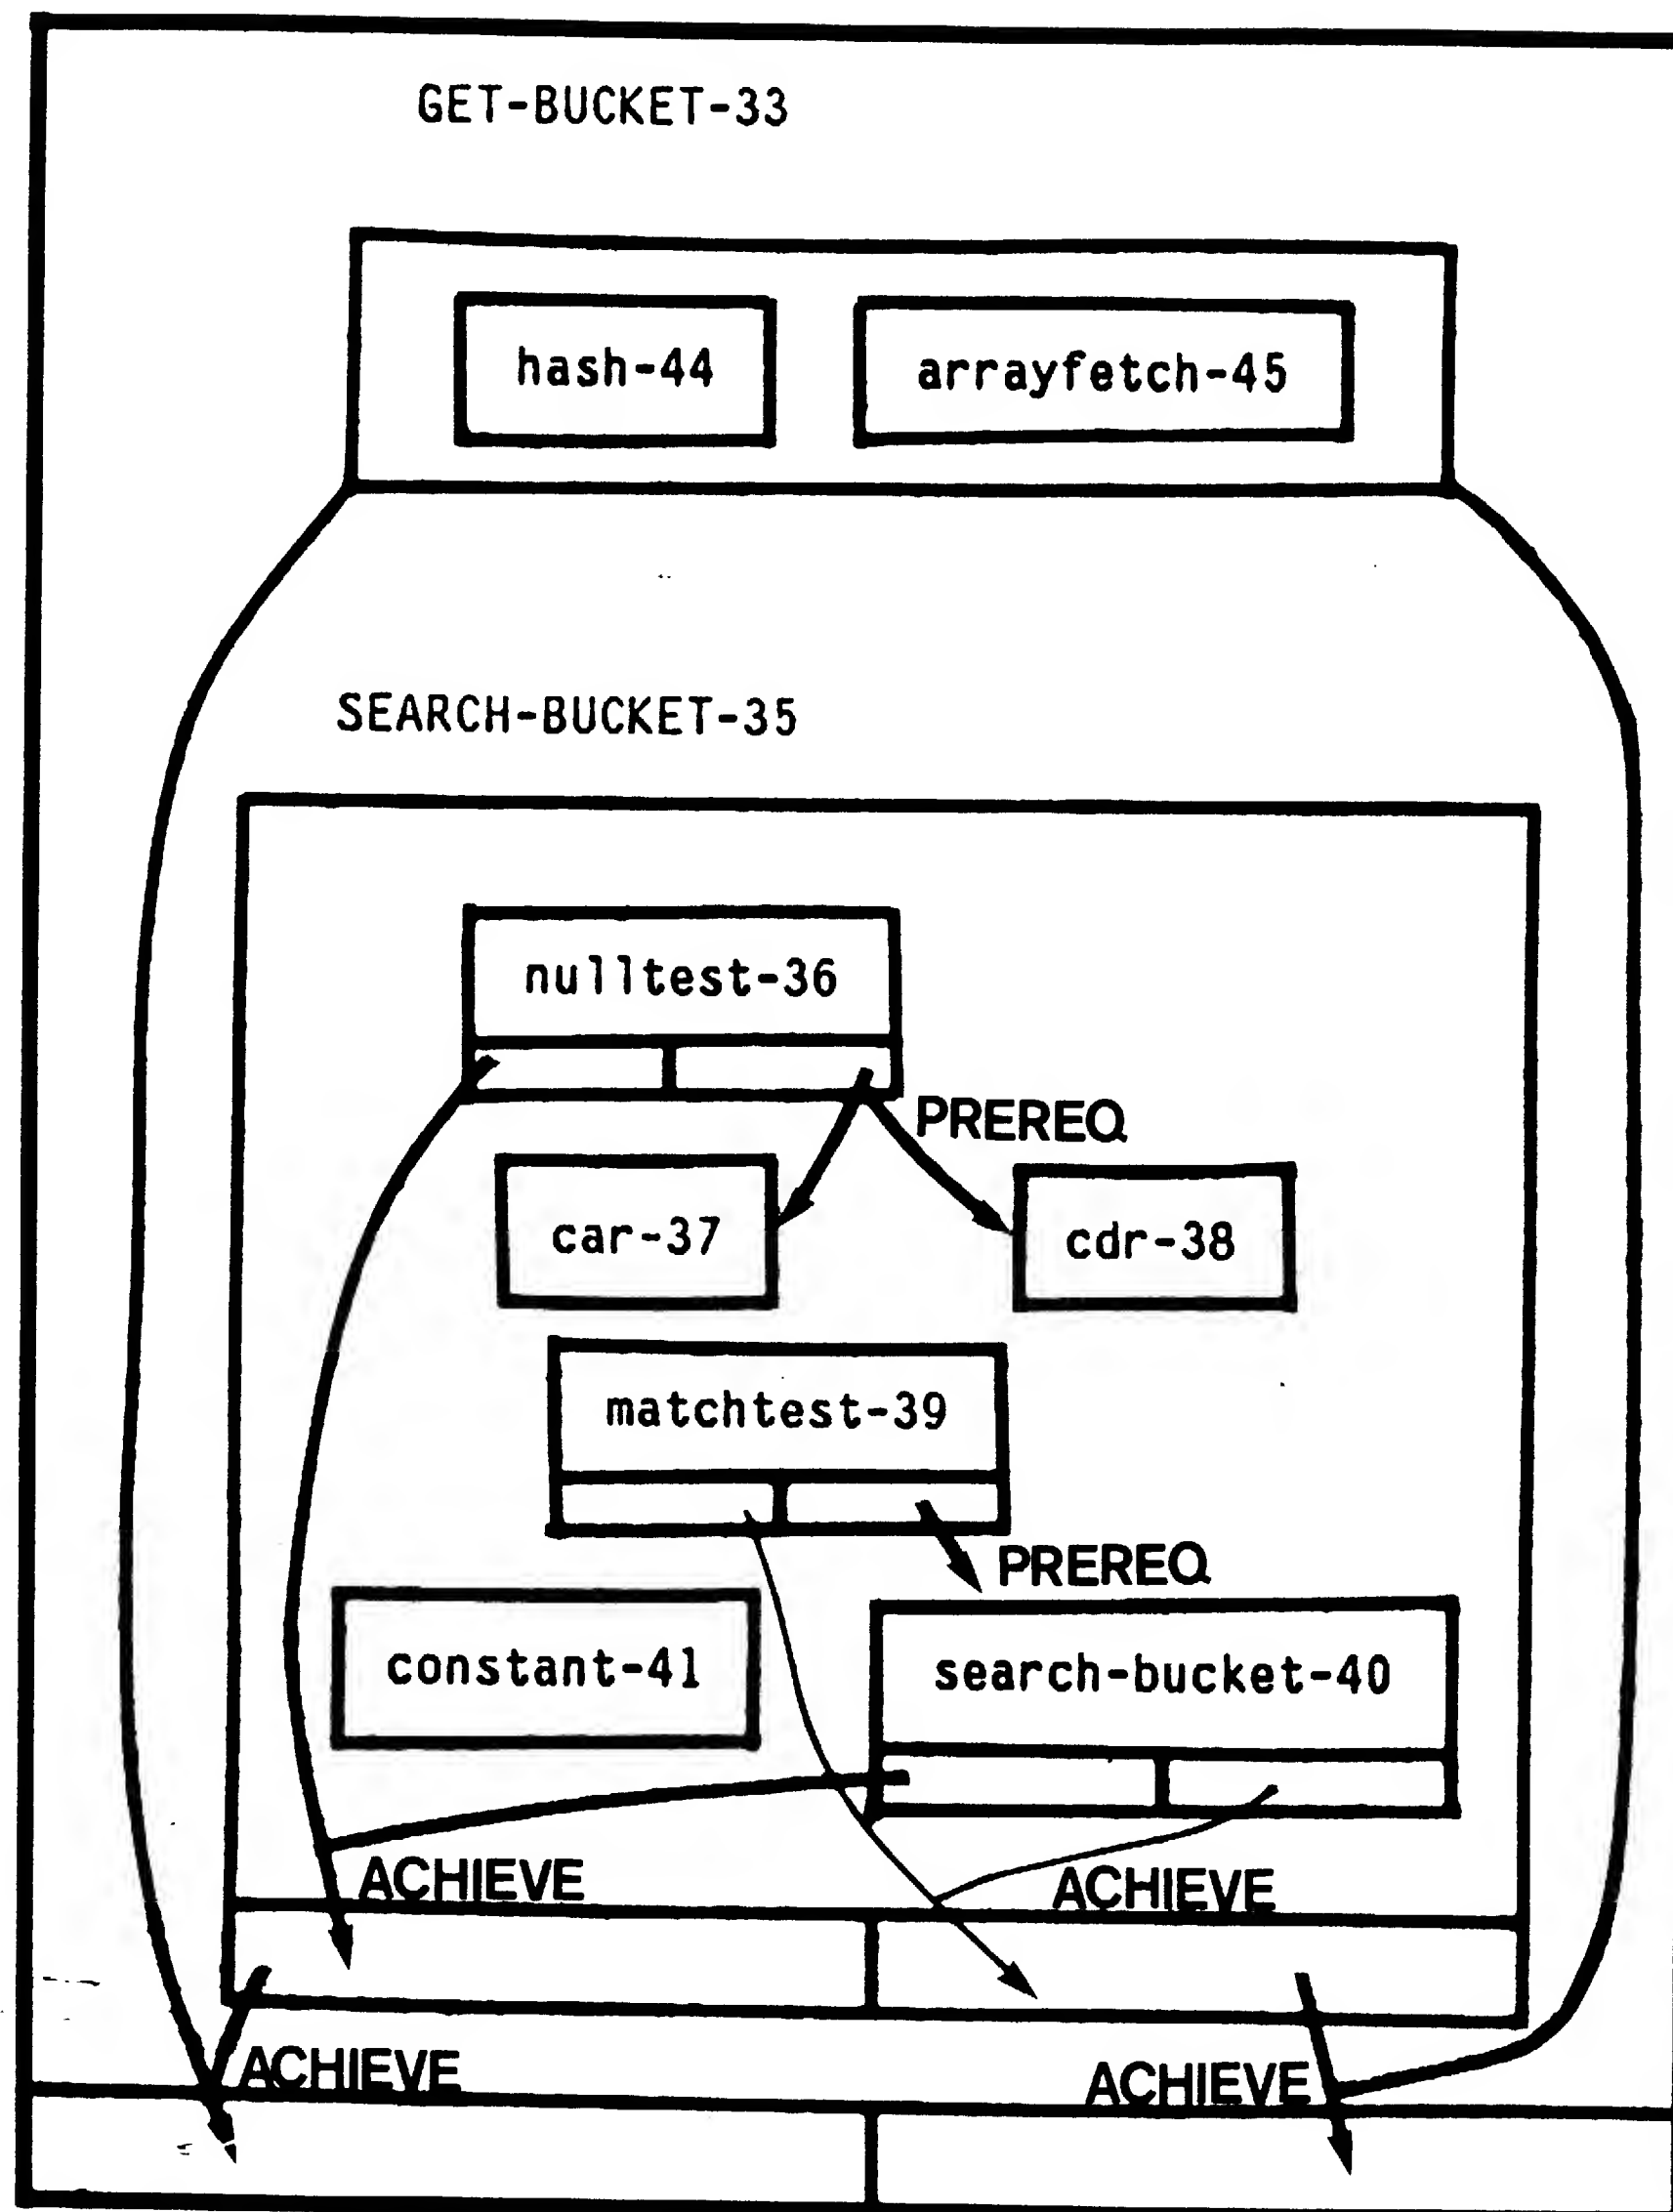 GET-BUCKET-33
hash-44
arrayfetch-45
SEARCH-BUCKET-35
nulltest-36
PREREQ
car-37
cdr-38
matchtest-39
PREREQ
constant-41
search-bucket-40
ACHIEVE
ACHIEVE
ACHIEVE
ACHIEVE